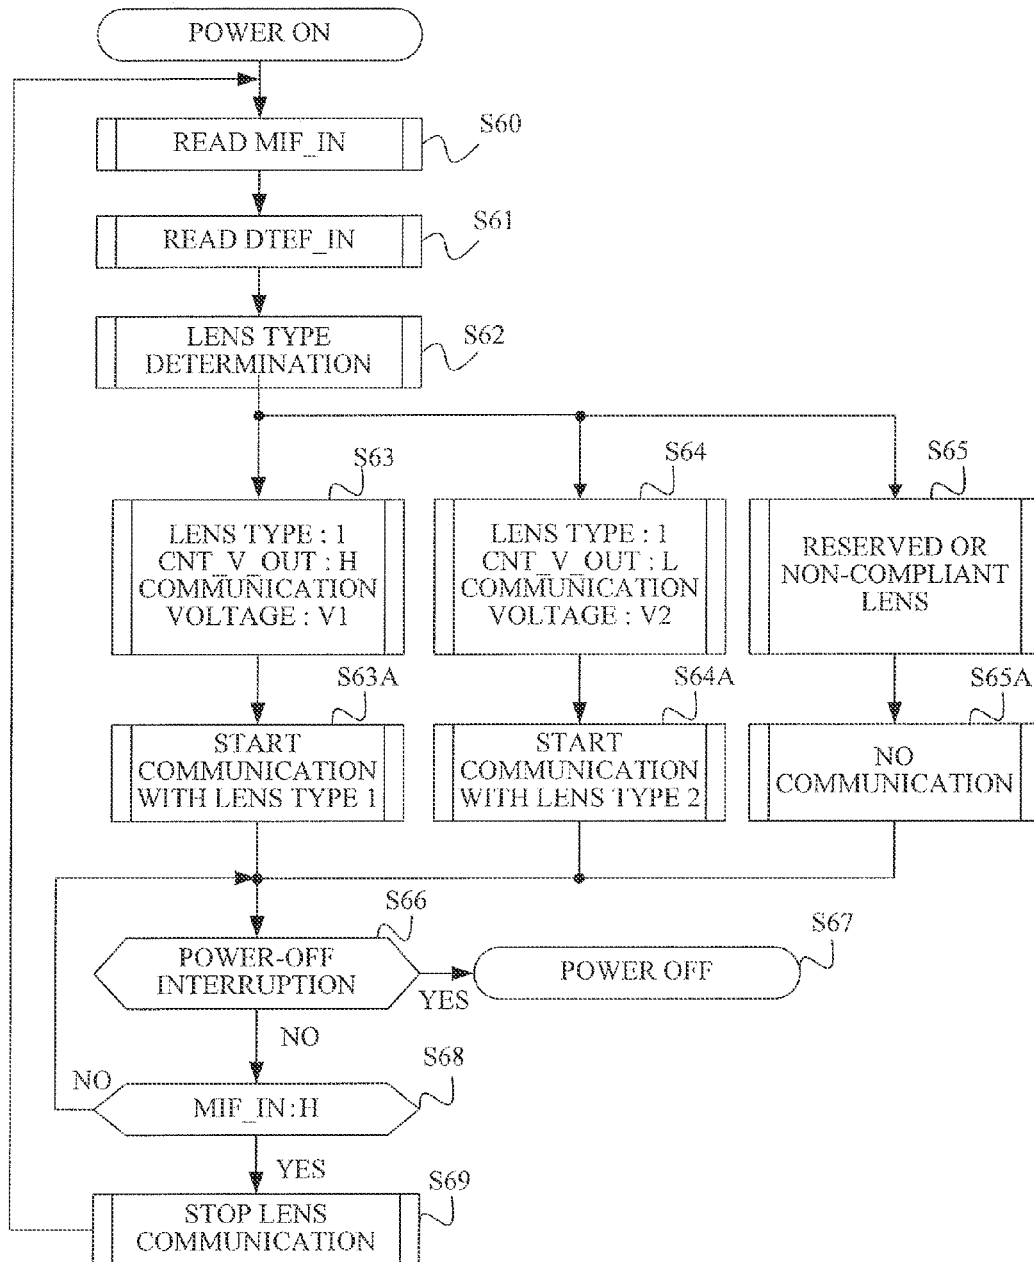 POWER ON
READ MIF_IN
S60
READ DTEF_IN
S61
LENS TYPE
DETERMINATION
S62
S63
LENS TYPE : 1
CNT_V_OUT : H
COMMUNICATION
VOLTAGE : V1
S64
LENS TYPE : 1
CNT_V_OUT : L
COMMUNICATION
VOLTAGE : V2
S65
RESERVED OR
NON-COMPLIANT
LENS
S63A
START
COMMUNICATION
WITH LENS TYPE 1
S64A
START
COMMUNICATION
WITH LENS TYPE 2
S65A
NO
COMMUNICATION
S66
POWER-OFF
INTERRUPTION
YES
S67
POWER OFF
NO
S68
NO
MIF_IN:H
YES
S69
STOP LENS
COMMUNICATION